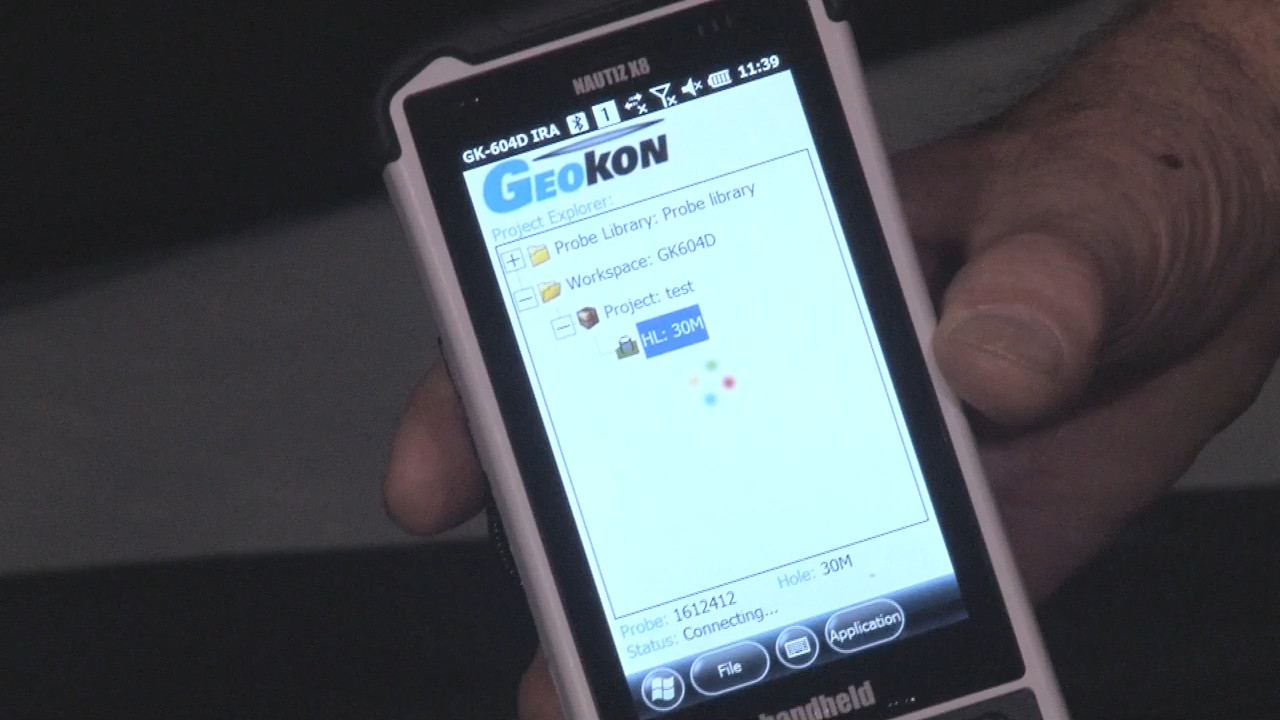 NAUTIZ X8
GK-604D IRA 1 11:39
GEOKON
Project Explorer:
Probe Library: Probe library
Workspace: GK604D
Project: test
HL: 30M
Probe: 1612412 Hole: 30M
Status: Connecting...
File Application
handheld